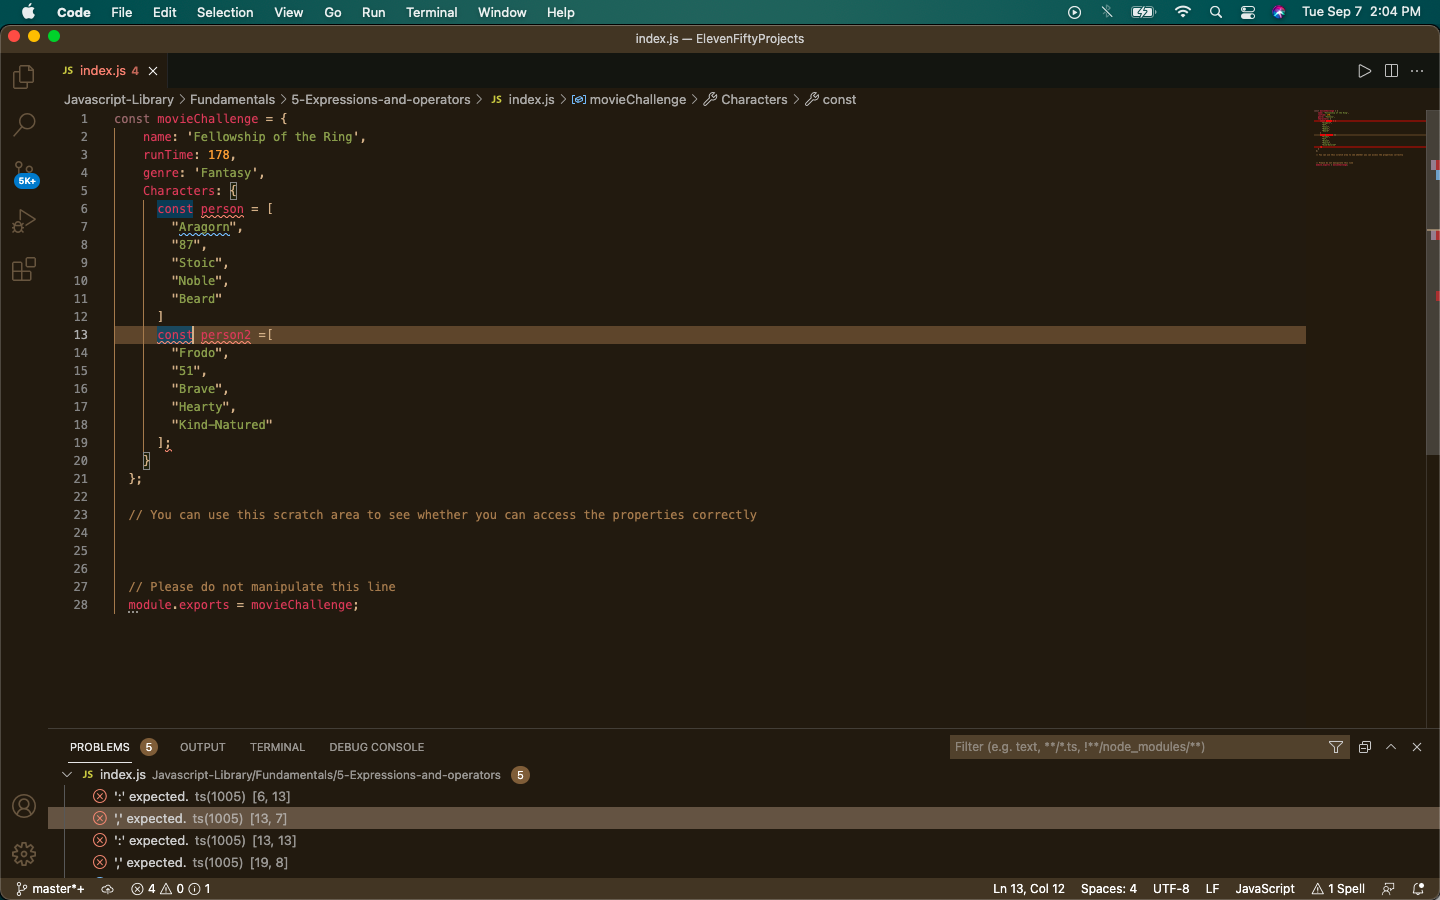 Code File Edit Selection View Go Run Terminal Window Help Tue Sep 7 2:04 PM
index.js — ElevenFiftyProjects
JS index.js 4
Javascript-Library > Fundamentals > 5-Expressions-and-operators > JS index.js > movieChallenge > Characters > const
1 const movieChallenge = {
2 name: 'Fellowship of the Ring',
3 runTime: 178,
4 genre: 'Fantasy',
5 Characters: {
6 const person = [
7 "Aragorn",
8 "87",
9 "Stoic",
10 "Noble",
11 "Beard"
12 ]
13 const person2 =[
14 "Frodo",
15 "51",
16 "Brave",
17 "Hearty",
18 "Kind-Natured"
19 ];
20 }
21 };
22
23 // You can use this scratch area to see whether you can access the properties correctly
24
25
26
27 // Please do not manipulate this line
28 module.exports = movieChallenge;
5K+
PROBLEMS 5 OUTPUT TERMINAL DEBUG CONSOLE Filter (e.g. text, **/*.ts, !**/node_modules/**)
JS index.js Javascript-Library/Fundamentals/5-Expressions-and-operators 5
':' expected. ts(1005) [6, 13]
',' expected. ts(1005) [13, 7]
':' expected. ts(1005) [13, 13]
',' expected. ts(1005) [19, 8]
master*+ 4 0 1 Ln 13, Col 12 Spaces: 4 UTF-8 LF JavaScript 1 Spell